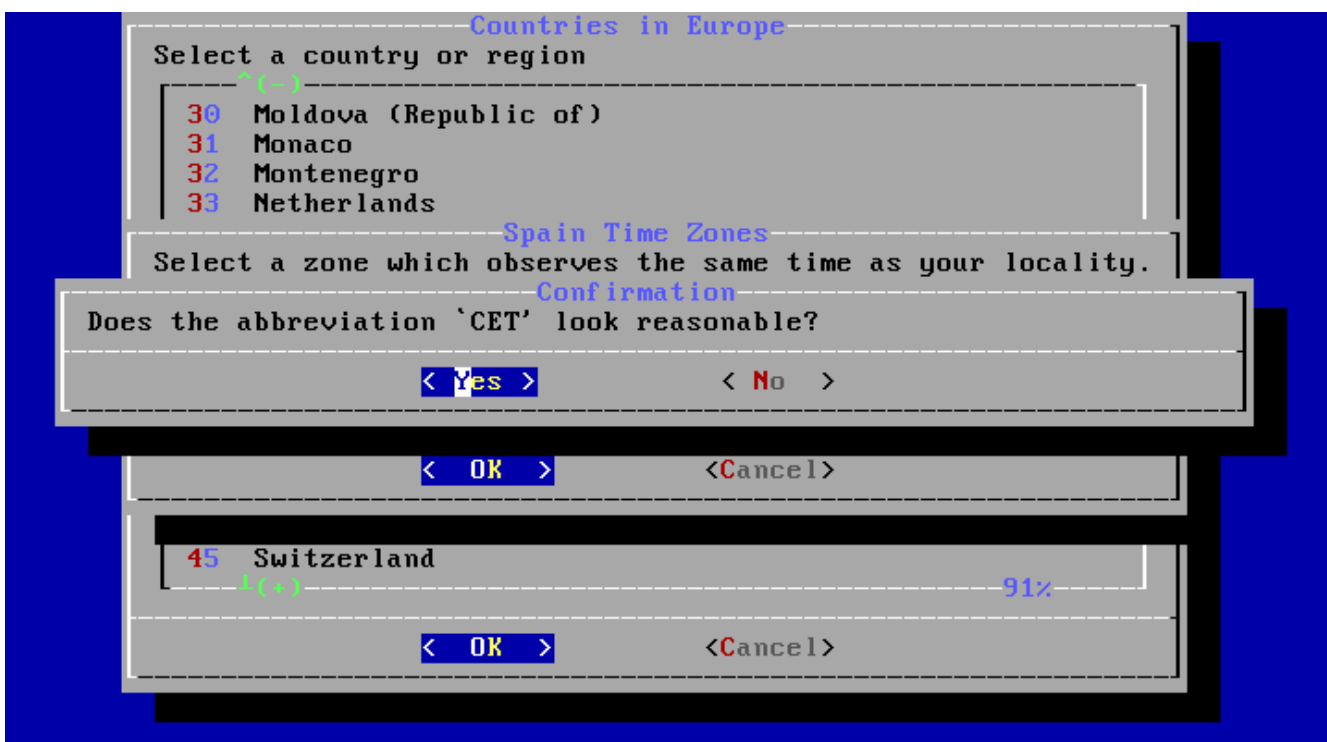 Countries in Europe
Select a country or region
^(-)
30 Moldova (Republic of)
31 Monaco
32 Montenegro
33 Netherlands
Spain Time Zones
Select a zone which observes the same time as your locality.
Confirmation
Does the abbreviation `CET' look reasonable?
< Yes > < No >
< OK > <Cancel>
45 Switzerland
┴(+) 91%
< OK > <Cancel>